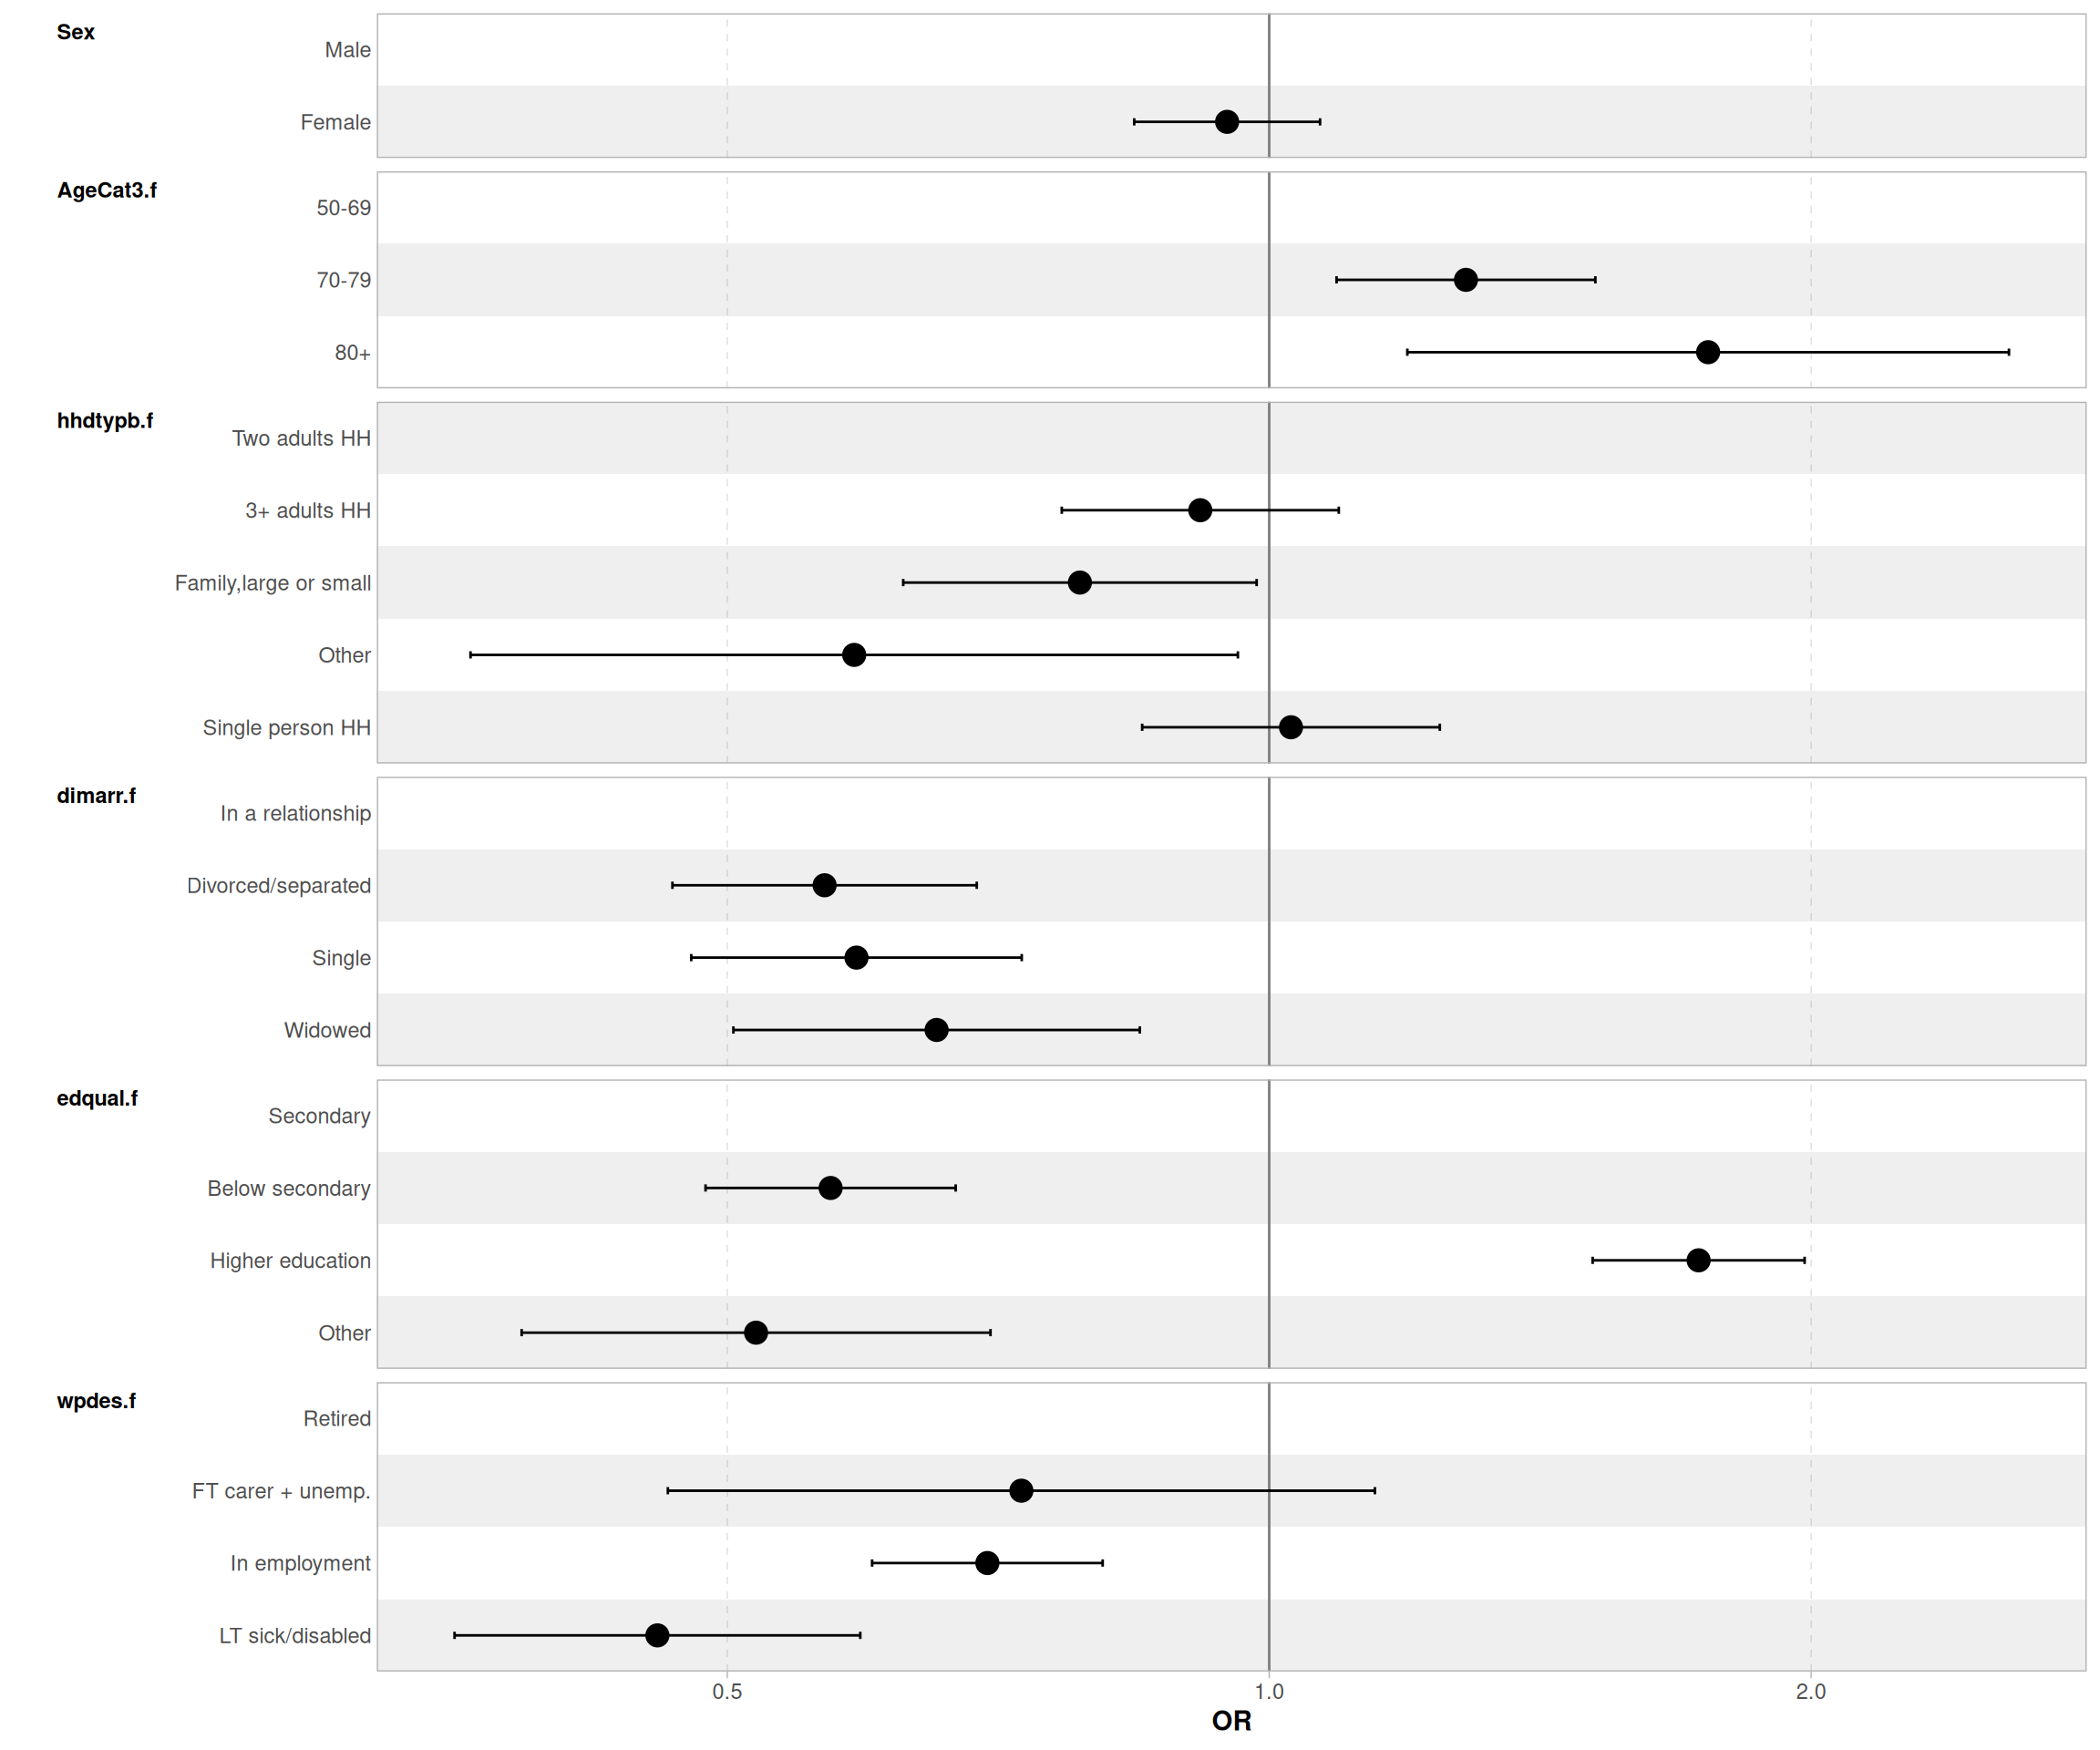 Sex
Male
Female
AgeCat3.f
50-69
70-79
80+
hhdtypb.f
Two adults HH
3+ adults HH
Family,large or small
Other
Single person HH
dimarr.f
In a relationship
Divorced/separated
Single
Widowed
edqual.f
Secondary
Below secondary
Higher education
Other
wpdes.f
Retired
FT carer + unemp.
In employment
LT sick/disabled
0.5 1.0 2.0
OR